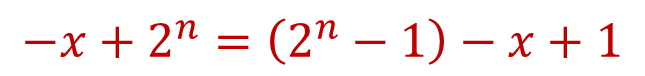 −x + 2ⁿ = (2ⁿ − 1) − x + 1